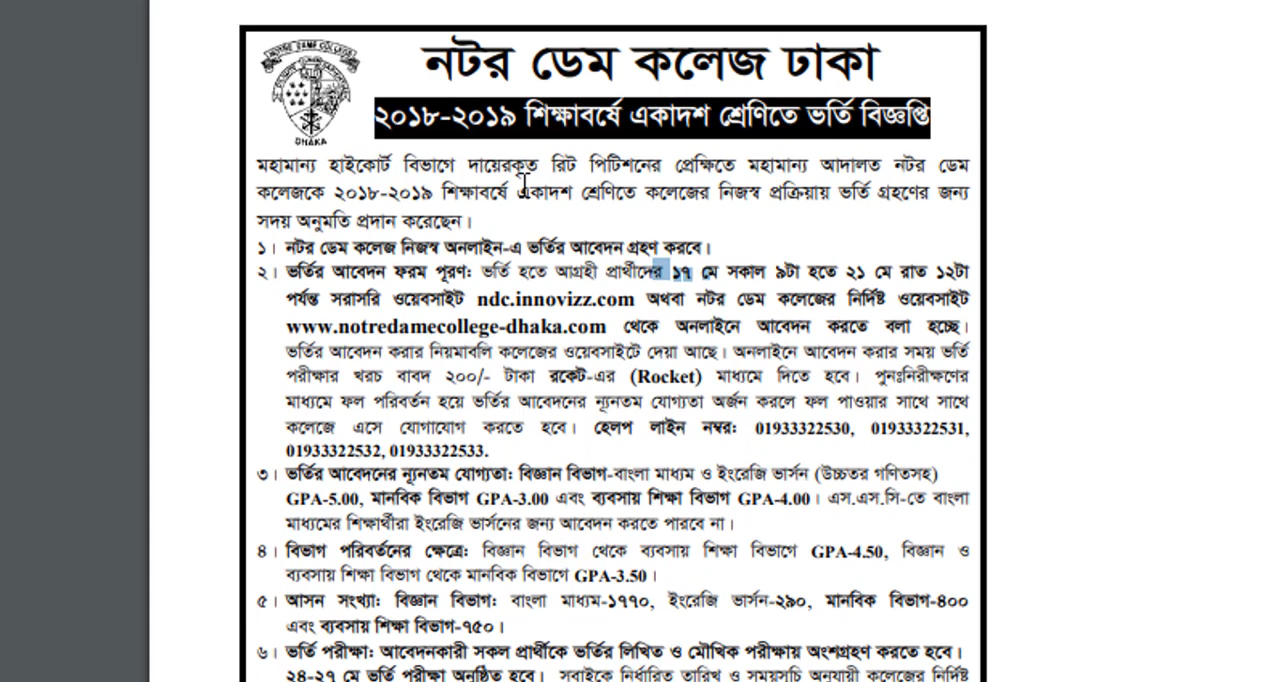 NOTRE DAME COLLEGE
DHAKA
নটর ডেম কলেজ ঢাকা
২০১৮-২০১৯ শিক্ষাবর্ষে একাদশ শ্রেণিতে ভর্তি বিজ্ঞপ্তি
মহামান্য হাইকোর্ট বিভাগে দায়েরকৃত রিট পিটিশনের প্রেক্ষিতে মহামান্য আদালত নটর ডেম
কলেজকে ২০১৮-২০১৯ শিক্ষাবর্ষে একাদশ শ্রেণিতে কলেজের নিজস্ব প্রক্রিয়ায় ভর্তি গ্রহণের জন্য
সদয় অনুমতি প্রদান করেছেন।
১। নটর ডেম কলেজ নিজস্ব অনলাইন-এ ভর্তির আবেদন গ্রহণ করবে।
২। ভর্তির আবেদন ফরম পূরণ: ভর্তি হতে আগ্রহী প্রার্থীদের ১৭ মে সকাল ৯টা হতে ২১ মে রাত ১২টা
পর্যন্ত সরাসরি ওয়েবসাইট ndc.innovizz.com অথবা নটর ডেম কলেজের নির্দিষ্ট ওয়েবসাইট
www.notredamecollege-dhaka.com থেকে অনলাইনে আবেদন করতে বলা হচ্ছে।
ভর্তির আবেদন করার নিয়মাবলি কলেজের ওয়েবসাইটে দেয়া আছে। অনলাইনে আবেদন করার সময় ভর্তি
পরীক্ষার খরচ বাবদ ২০০/- টাকা রকেট-এর (Rocket) মাধ্যমে দিতে হবে। পুনঃনিরীক্ষণের
মাধ্যমে ফল পরিবর্তন হয়ে ভর্তির আবেদনের ন্যূনতম যোগ্যতা অর্জন করলে ফল পাওয়ার সাথে সাথে
কলেজে এসে যোগাযোগ করতে হবে। হেলপ লাইন নম্বর: 01933322530, 01933322531,
01933322532, 01933322533.
৩। ভর্তির আবেদনের ন্যূনতম যোগ্যতা: বিজ্ঞান বিভাগ-বাংলা মাধ্যম ও ইংরেজি ভার্সন (উচ্চতর গণিতসহ)
GPA-5.00, মানবিক বিভাগ GPA-3.00 এবং ব্যবসায় শিক্ষা বিভাগ GPA-4.00। এস.এস.সি-তে বাংলা
মাধ্যমের শিক্ষার্থীরা ইংরেজি ভার্সনের জন্য আবেদন করতে পারবে না।
৪। বিভাগ পরিবর্তনের ক্ষেত্রে: বিজ্ঞান বিভাগ থেকে ব্যবসায় শিক্ষা বিভাগে GPA-4.50, বিজ্ঞান ও
ব্যবসায় শিক্ষা বিভাগ থেকে মানবিক বিভাগে GPA-3.50।
৫। আসন সংখ্যা: বিজ্ঞান বিভাগ: বাংলা মাধ্যম-১৭৭০, ইংরেজি ভার্সন-২৯০, মানবিক বিভাগ-৪০০
এবং ব্যবসায় শিক্ষা বিভাগ-৭৫০।
৬। ভর্তি পরীক্ষা: আবেদনকারী সকল প্রার্থীকে ভর্তির লিখিত ও মৌখিক পরীক্ষায় অংশগ্রহণ করতে হবে।
২৪-২৭ মে ভর্তি পরীক্ষা অনুষ্ঠিত হবে। সবাইকে নির্ধারিত তারিখ ও সময়সূচি অনুযায়ী কলেজের নির্দিষ্ট